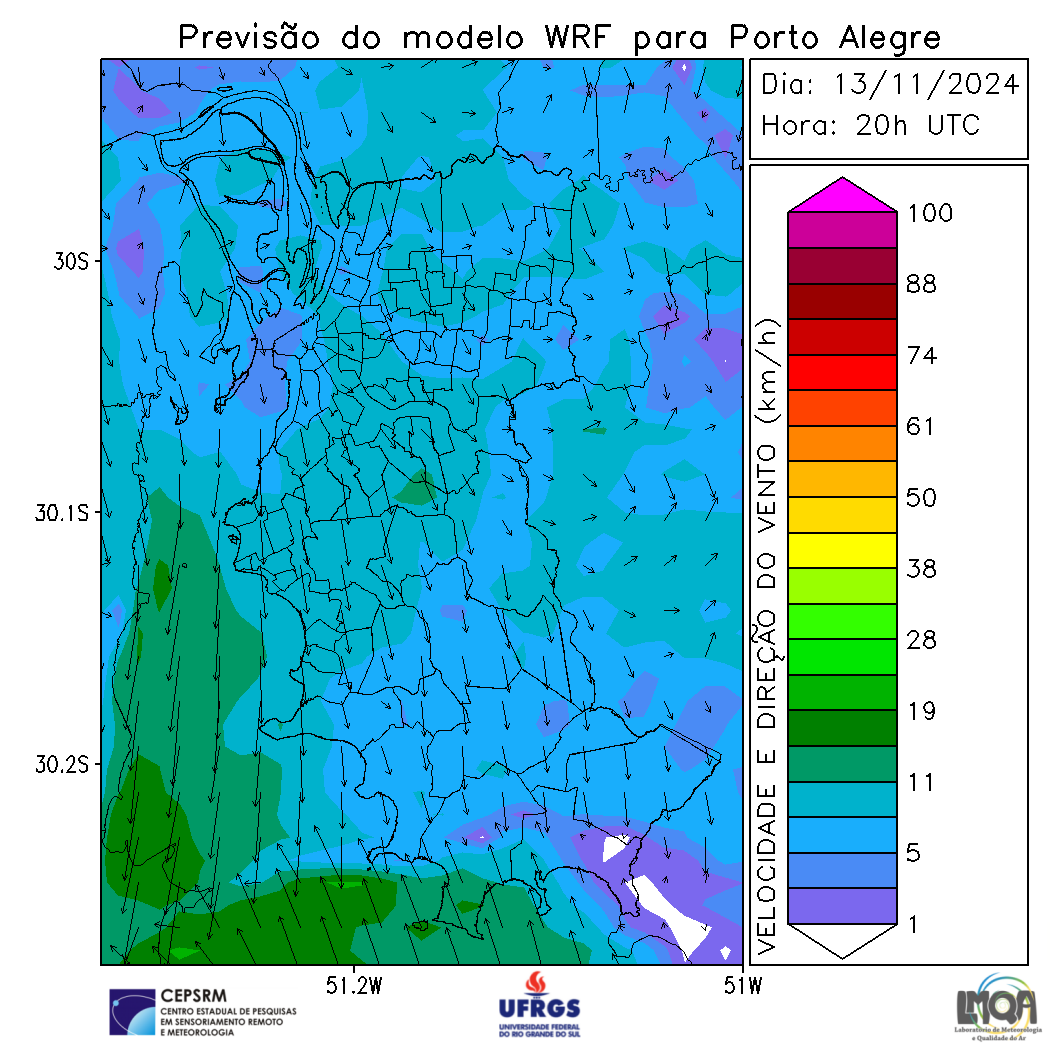 Previsão do modelo WRF para Porto Alegre
Dia: 13/11/2024
Hora: 20h UTC
30S
30.1S
30.2S
51.2W
51W
VELOCIDADE E DIREÇÃO DO VENTO (km/h)
100
88
74
61
50
38
28
19
11
5
1
CEPSRM
CENTRO ESTADUAL DE PESQUISAS
EM SENSORIAMENTO REMOTO
E METEOROLOGIA
UFRGS
UNIVERSIDADE FEDERAL
DO RIO GRANDE DO SUL
LMQA
Laboratório de Meteorologia
e Qualidade do Ar